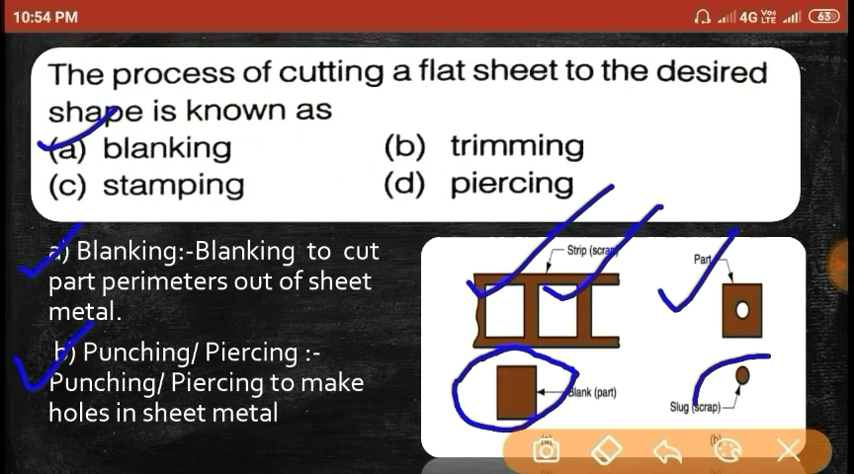 10:54 PM
4G VoLTE 63
The process of cutting a flat sheet to the desired
shape is known as
(a) blanking (b) trimming
(c) stamping (d) piercing
a) Blanking:-Blanking to cut
part perimeters out of sheet
metal.
b) Punching/ Piercing :-
Punching/ Piercing to make
holes in sheet metal
Strip (scrap)
Part
Blank (part)
Slug (scrap)
(a) (b)